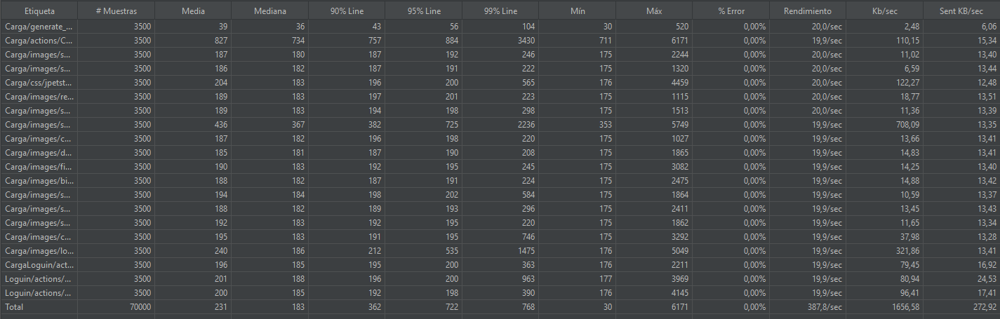 Etiqueta # Muestras Media Mediana 90% Line 95% Line 99% Line Mín Máx % Error Rendimiento Kb/sec Sent KB/sec
Carga/generate_... 3500 39 36 43 56 104 30 520 0,00% 20,0/sec 2,48 6,06
Carga/actions/C... 3500 827 734 757 884 3430 711 6171 0,00% 19,9/sec 110,15 15,34
Carga/images/s... 3500 187 180 187 192 246 175 2244 0,00% 20,0/sec 11,02 13,40
Carga/images/s... 3500 186 182 187 191 222 175 1320 0,00% 20,0/sec 6,59 13,44
Carga/css/jpetst... 3500 204 183 196 200 565 176 4459 0,00% 20,0/sec 122,27 12,48
Carga/images/re... 3500 189 183 197 201 223 175 1115 0,00% 20,0/sec 18,77 13,51
Carga/images/s... 3500 189 183 194 198 298 175 1513 0,00% 20,0/sec 11,36 13,39
Carga/images/s... 3500 436 367 382 725 2236 353 5749 0,00% 19,9/sec 708,09 13,35
Carga/images/c... 3500 187 182 196 198 220 175 1027 0,00% 19,9/sec 13,66 13,41
Carga/images/d... 3500 185 181 187 190 208 175 1865 0,00% 19,9/sec 14,83 13,41
Carga/images/fi... 3500 190 183 192 195 245 175 3082 0,00% 19,9/sec 14,25 13,40
Carga/images/bi... 3500 188 182 187 191 224 175 2475 0,00% 19,9/sec 14,88 13,42
Carga/images/s... 3500 194 184 198 202 584 175 1864 0,00% 19,9/sec 10,59 13,37
Carga/images/s... 3500 188 182 189 193 296 175 2411 0,00% 19,9/sec 13,45 13,43
Carga/images/s... 3500 192 183 192 195 220 175 1862 0,00% 19,9/sec 11,65 13,34
Carga/images/c... 3500 195 183 191 195 746 175 3292 0,00% 19,9/sec 37,98 13,28
Carga/images/lo... 3500 240 186 212 535 1475 176 5049 0,00% 19,9/sec 321,86 13,41
CargaLoguin/act... 3500 196 185 195 200 363 176 2211 0,00% 19,9/sec 79,45 16,92
Loguin/actions/... 3500 201 188 196 200 963 177 3969 0,00% 19,9/sec 80,94 24,53
Loguin/actions/... 3500 200 185 192 198 390 176 4145 0,00% 19,9/sec 96,41 17,41
Total 70000 231 183 362 722 768 30 6171 0,00% 387,8/sec 1656,58 272,92